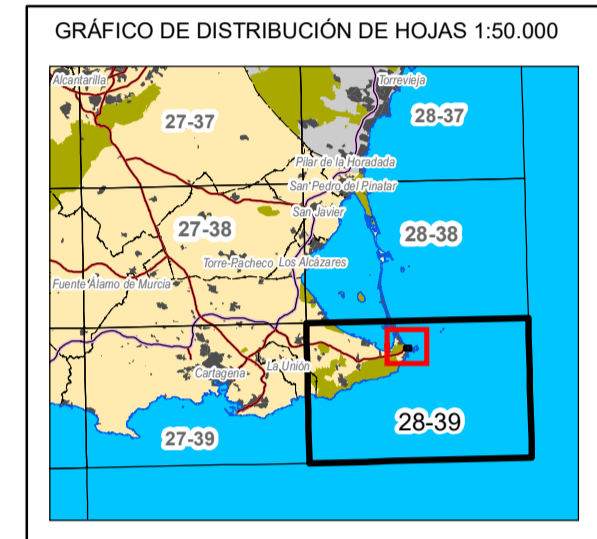 GRÁFICO DE DISTRIBUCIÓN DE HOJAS 1:50.000
Alcantarilla
Torrevieja
27-37
28-37
Pilar de la Horadada
San Pedro del Pinatar
San Javier
27-38
28-38
Torre-Pacheco
Los Alcázares
Fuente Álamo de Murcia
Cartagena
La Unión
27-39
28-39